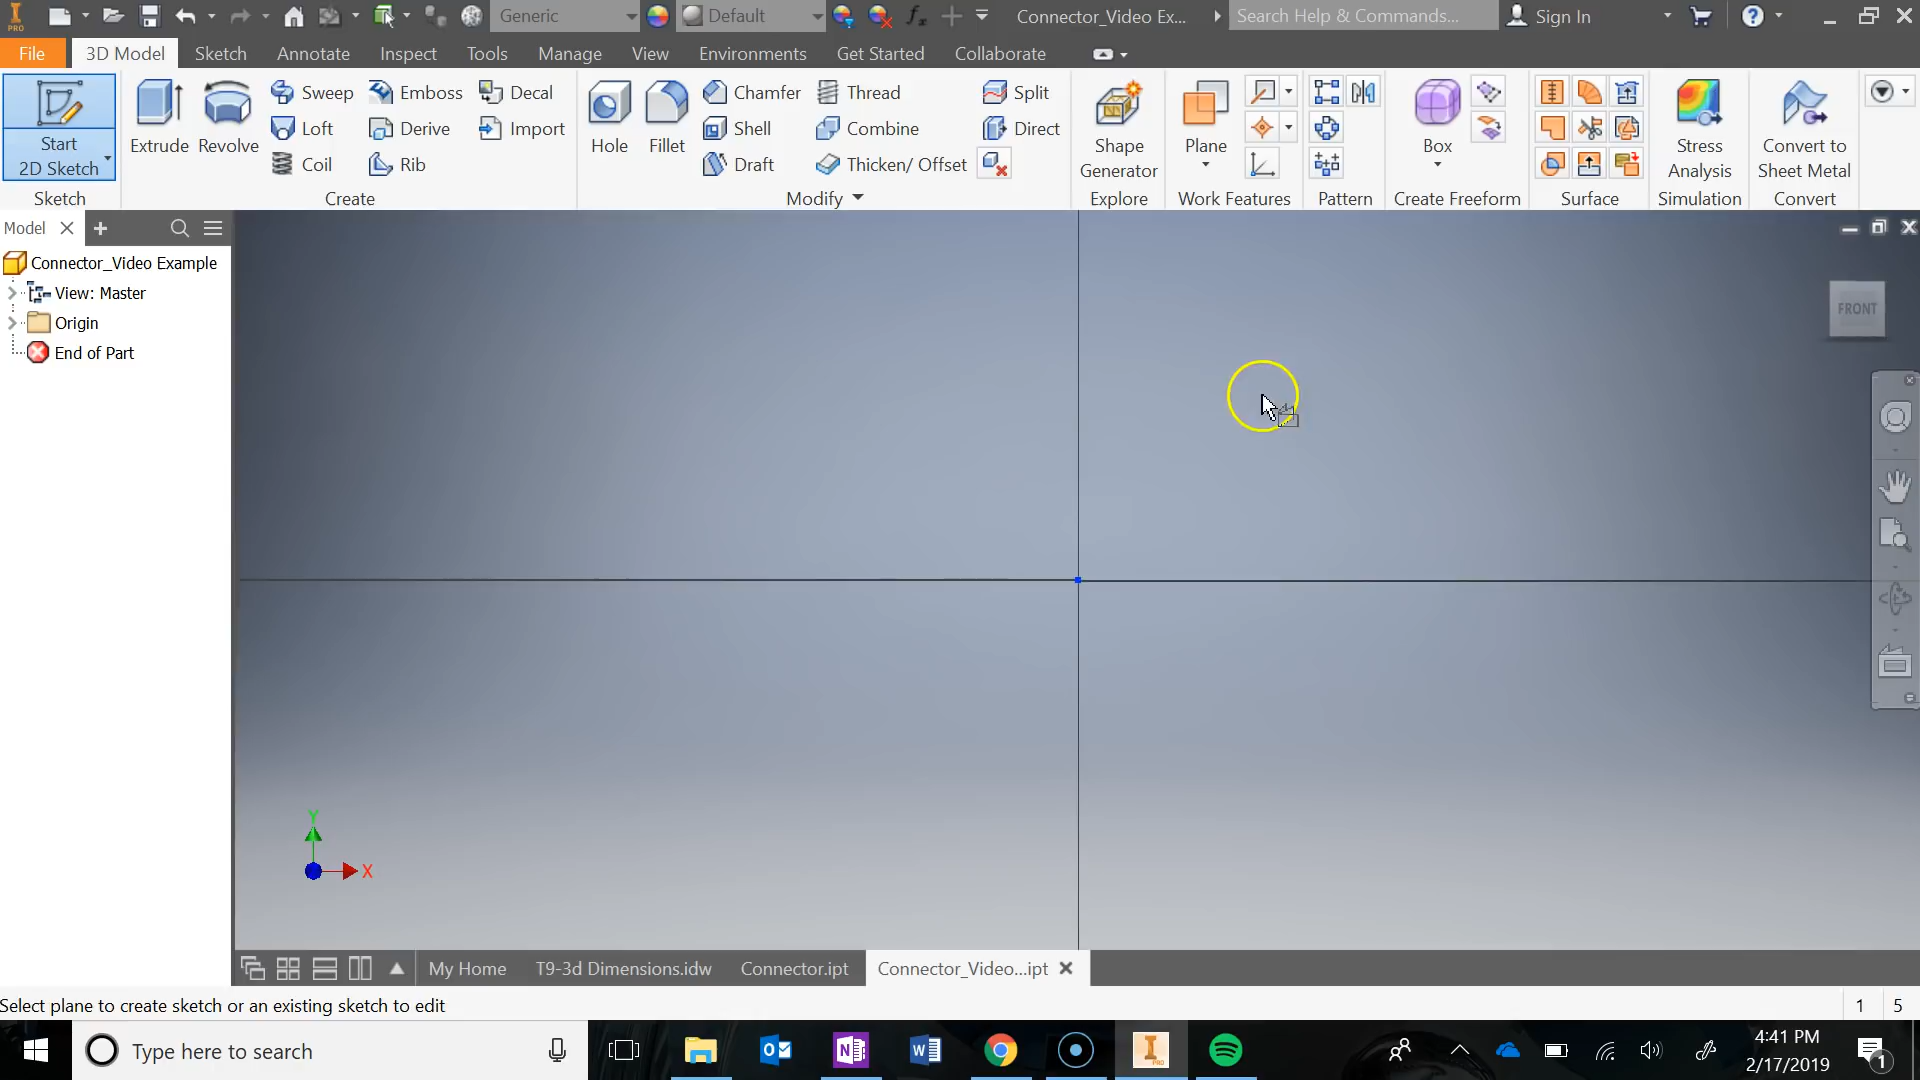 PRO Generic Default Connector_Video Ex... Search Help & Commands... Sign In
File 3D Model Sketch Annotate Inspect Tools Manage View Environments Get Started Collaborate
Start
2D Sketch
Sketch
Extrude
Revolve
Sweep
Loft
Coil
Emboss
Derive
Rib
Decal
Import
Create
Hole
Fillet
Chamfer
Shell
Draft
Thread
Combine
Thicken/ Offset
Split
Direct
Modify
Shape
Generator
Explore
Plane
Work Features
Pattern
Box
Create Freeform
Surface
Stress
Analysis
Simulation
Convert to
Sheet Metal
Convert
Model
Connector_Video Example
View: Master
Origin
End of Part
FRONT
Y
X
My Home T9-3d Dimensions.idw Connector.ipt Connector_Video...ipt
Select plane to create sketch or an existing sketch to edit 1 5
Type here to search
4:41 PM
2/17/2019
1